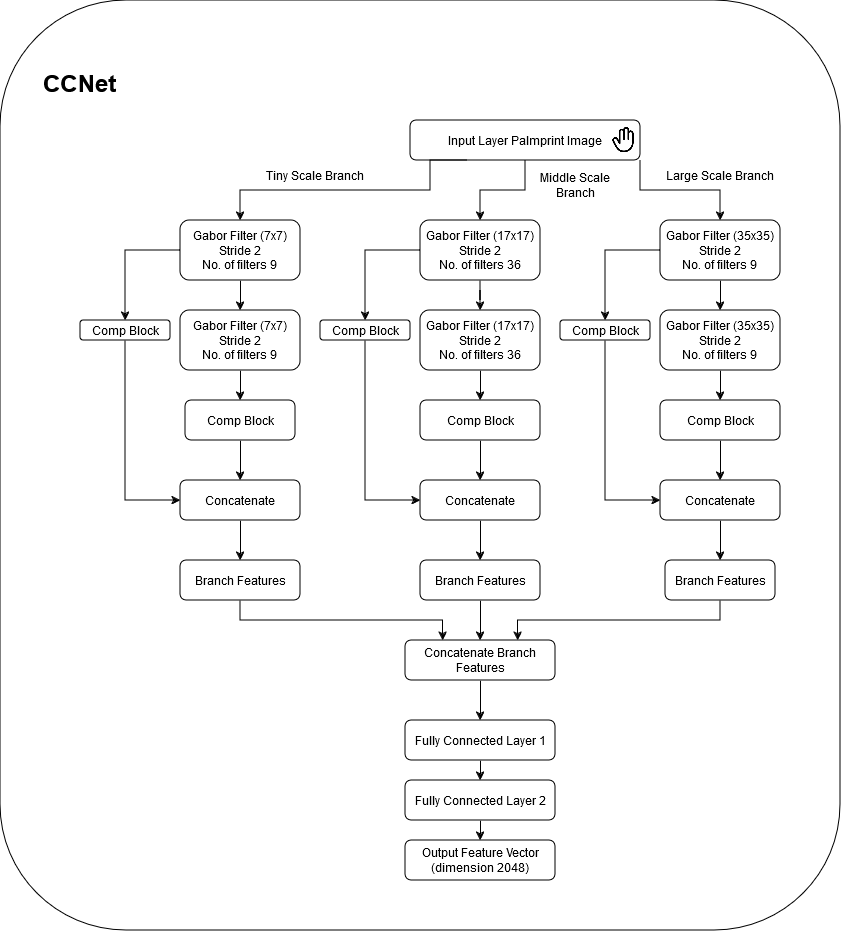 CCNet
Input Layer Palmprint Image
Tiny Scale Branch
Middle Scale
Branch
Large Scale Branch
Gabor Filter (7x7)
Stride 2
No. of filters 9
Gabor Filter (17x17)
Stride 2
No. of filters 36
Gabor Filter (35x35)
Stride 2
No. of filters 9
Comp Block
Gabor Filter (7x7)
Stride 2
No. of filters 9
Comp Block
Gabor Filter (17x17)
Stride 2
No. of filters 36
Comp Block
Gabor Filter (35x35)
Stride 2
No. of filters 9
Comp Block
Comp Block
Comp Block
Concatenate
Concatenate
Concatenate
Branch Features
Branch Features
Branch Features
Concatenate Branch
Features
Fully Connected Layer 1
Fully Connected Layer 2
Output Feature Vector
(dimension 2048)